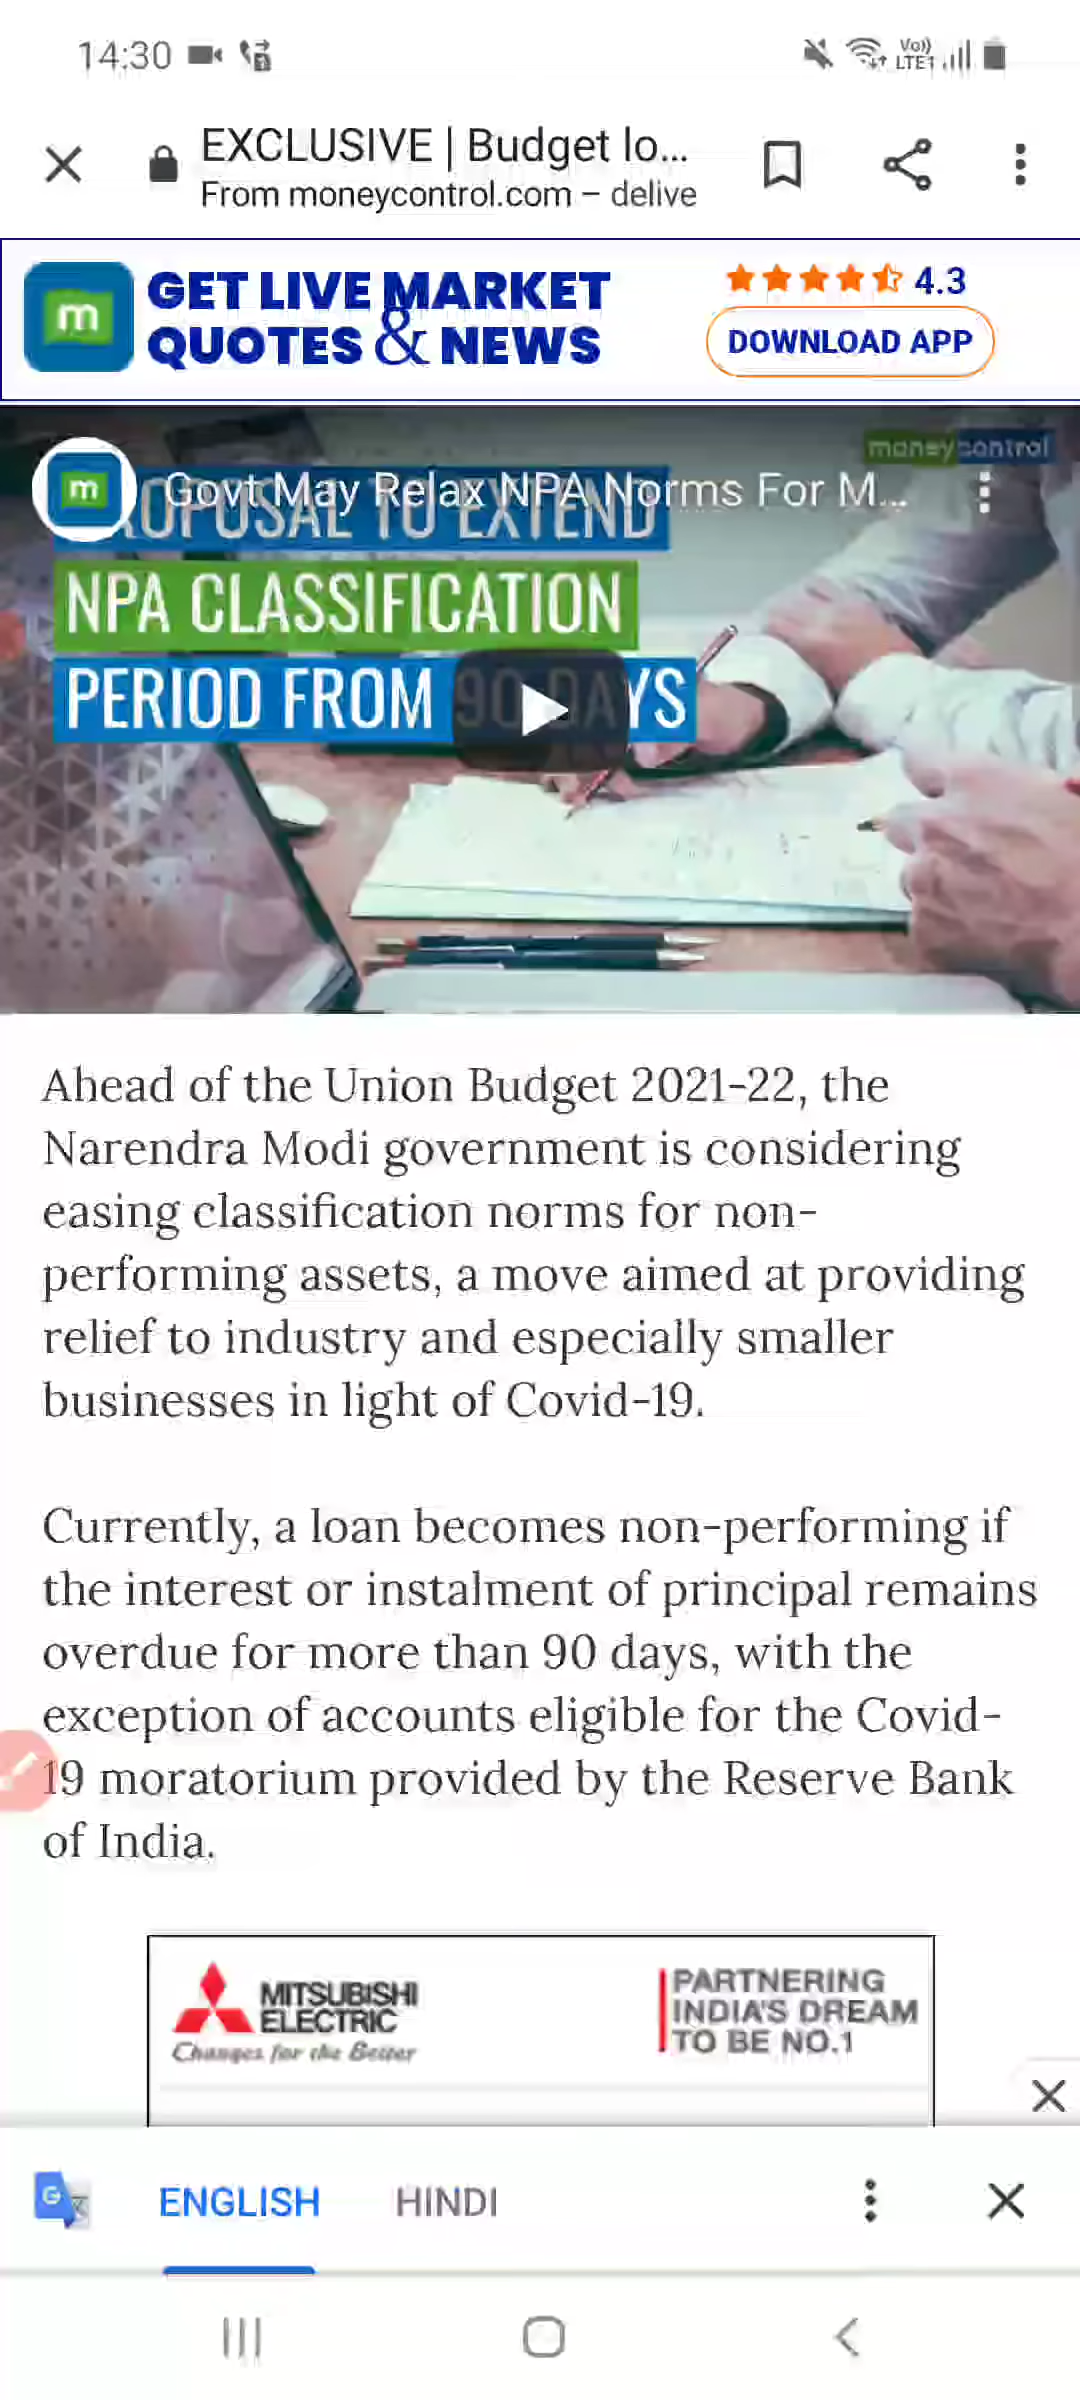 14:30
Vo))
LTE1
EXCLUSIVE | Budget lo...
From moneycontrol.com – delive
m
GET LIVE MARKET
QUOTES & NEWS
4.3
DOWNLOAD APP
moneycontrol
m
Govt May Relax NPA Norms For M...
TO EXTEND
NPA CLASSIFICATION
PERIOD FROM 90 DAYS
Ahead of the Union Budget 2021-22, the
Narendra Modi government is considering
easing classification norms for non-
performing assets, a move aimed at providing
relief to industry and especially smaller
businesses in light of Covid-19.
Currently, a loan becomes non-performing if
the interest or instalment of principal remains
overdue for more than 90 days, with the
exception of accounts eligible for the Covid-
19 moratorium provided by the Reserve Bank
of India.
MITSUBISHI
ELECTRIC
Changes for the Better
PARTNERING
INDIA'S DREAM
TO BE NO.1
G
ENGLISH
HINDI